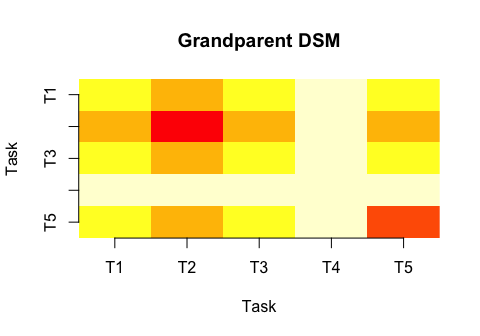 Grandparent DSM
T1
T3
T5
Task
T1 T2 T3 T4 T5
Task